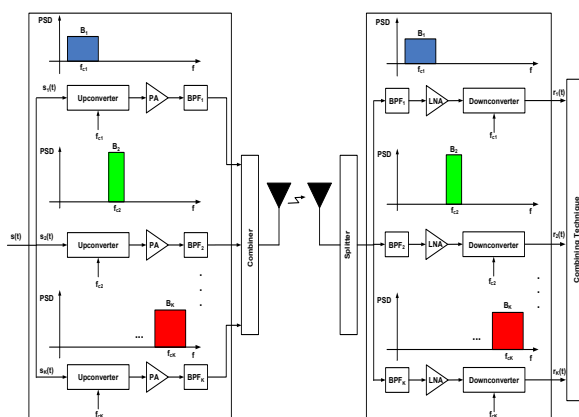 PSD
B1
fc1
f
s1(t)
Upconverter
PA
BPF1
fc1
PSD
B2
fc2
f
s(t)
s2(t)
Upconverter
PA
BPF2
fc2
PSD
BK
...
fcK
f
sK(t)
Upconverter
PA
BPFK
fcK
Combiner
Splitter
PSD
B1
fc1
f
BPF1
LNA
Downconverter
r1(t)
fc1
PSD
B2
fc2
f
BPF2
LNA
Downconverter
r2(t)
fc2
PSD
BK
...
fcK
f
BPFK
LNA
Downconverter
rK(t)
fcK
Combining Technique